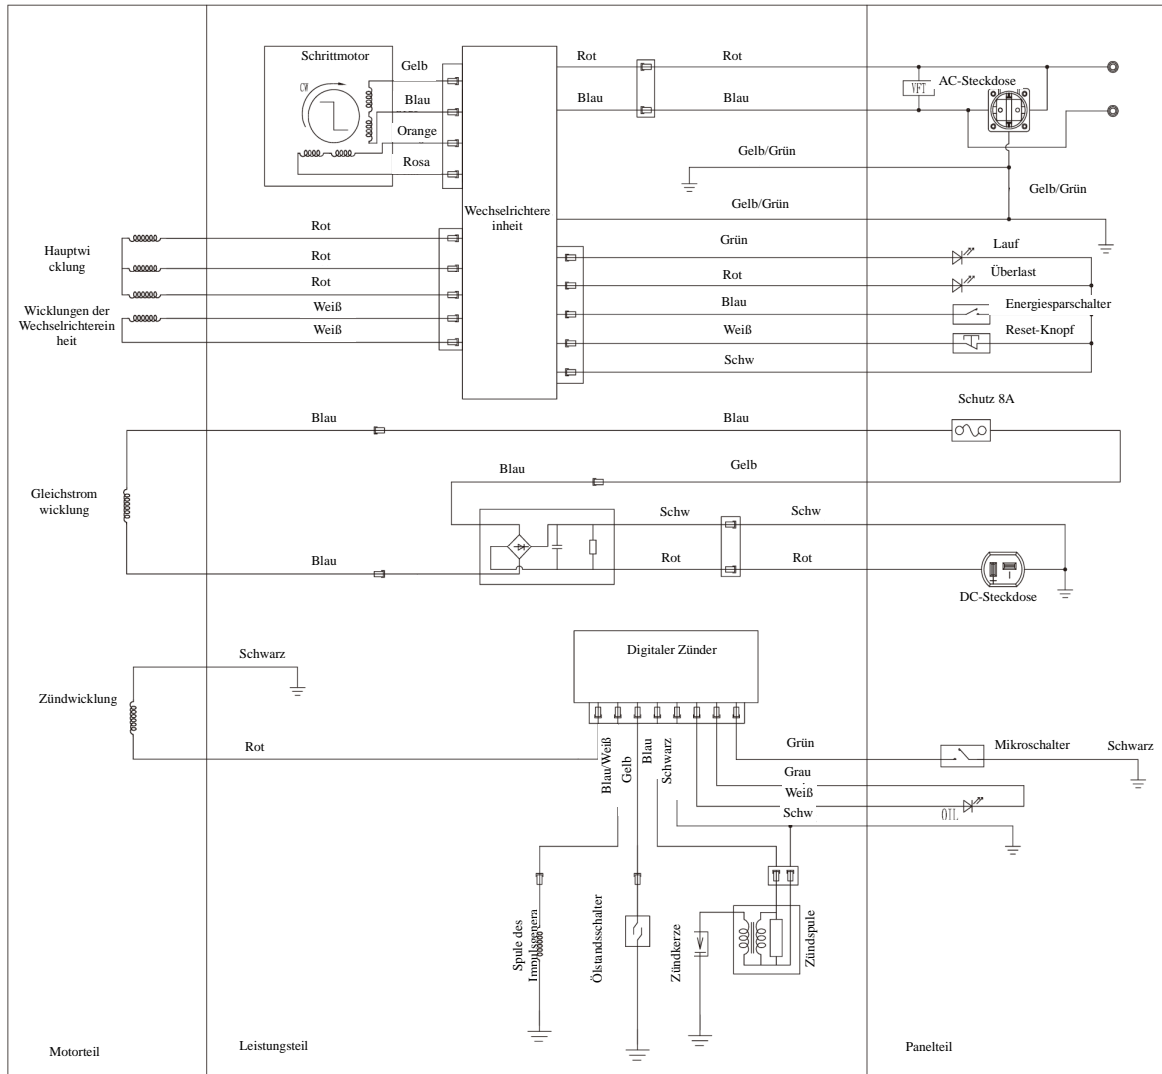 Schrittmotor
CW
Gelb
Blau
Orange
Rosa
Rot
Rot
Blau
Blau
VFT
AC-Steckdose
Gelb/Grün
Gelb/Grün
Gelb/Grün
Wechselrichtere
inheit
Hauptwi
cklung
Rot
Rot
Rot
Weiß
Weiß
Wicklungen der
Wechselrichterein
heit
Grün
Rot
Blau
Weiß
Schw
Lauf
Überlast
Energiesparschalter
Reset-Knopf
Schutz 8A
Blau
Blau
Blau
Gelb
Gleichstrom
wicklung
Schw
Schw
Blau
Rot
Rot
DC-Steckdose
Schwarz
Digitaler Zünder
Zündwicklung
Rot
Blau/Weiß
Gelb
Blau
Schwarz
Grün
Mikroschalter
Schwarz
Grau
Weiß
Schw
OIL
Spule des
Impulsgenera
Ölstandsschalter
Zündkerze
Zündspule
Motorteil
Leistungsteil
Panelteil